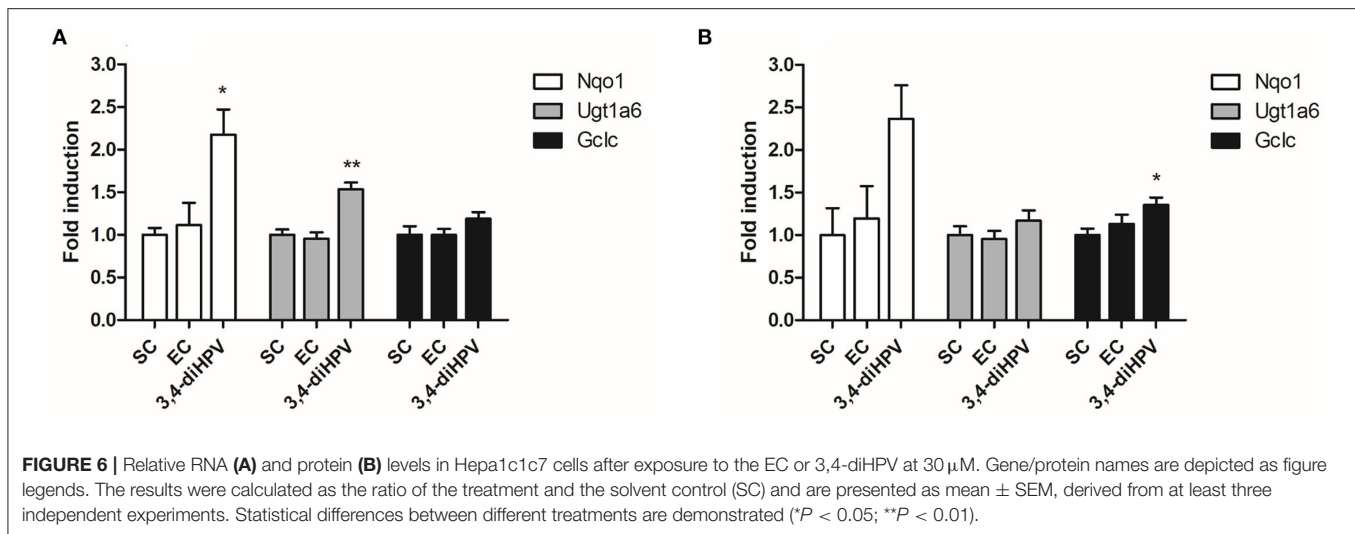 A
3.0
2.5
2.0
1.5
1.0
0.5
0.0
Fold induction
*
**
Nqo1
Ugt1a6
Gclc
SC EC 3,4-diHPV SC EC 3,4-diHPV SC EC 3,4-diHPV
B
3.0
2.5
2.0
1.5
1.0
0.5
0.0
Fold induction
*
Nqo1
Ugt1a6
Gclc
SC EC 3,4-diHPV SC EC 3,4-diHPV SC EC 3,4-diHPV
FIGURE 6 | Relative RNA (A) and protein (B) levels in Hepa1c1c7 cells after exposure to the EC or 3,4-diHPV at 30 μM. Gene/protein names are depicted as figure
legends. The results were calculated as the ratio of the treatment and the solvent control (SC) and are presented as mean ± SEM, derived from at least three
independent experiments. Statistical differences between different treatments are demonstrated (*P < 0.05; **P < 0.01).